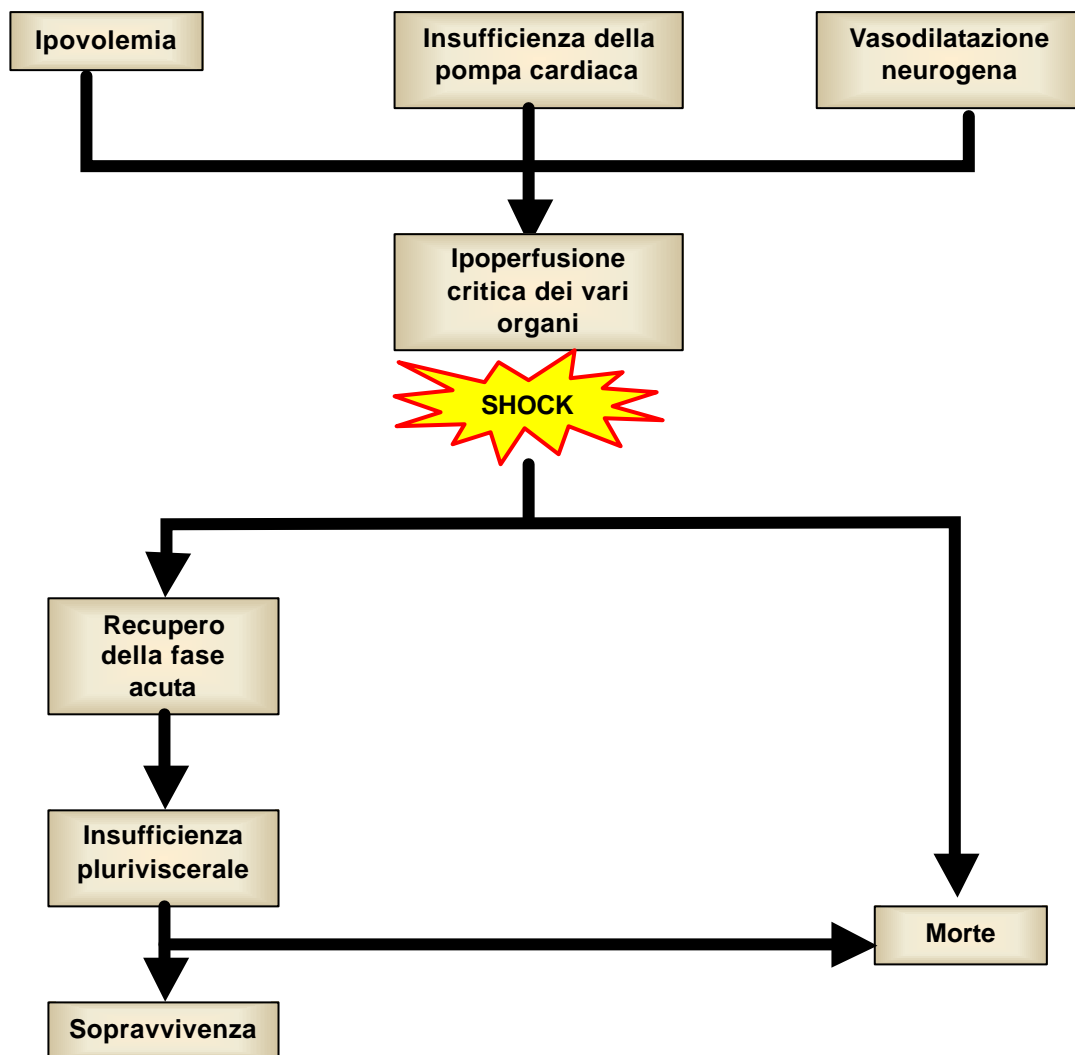 Ipovolemia
Insufficienza della
pompa cardiaca
Vasodilatazione
neurogena
Ipoperfusione
critica dei vari
organi
SHOCK
Recupero
della fase
acuta
Insufficienza
pluriviscerale
Morte
Sopravvivenza